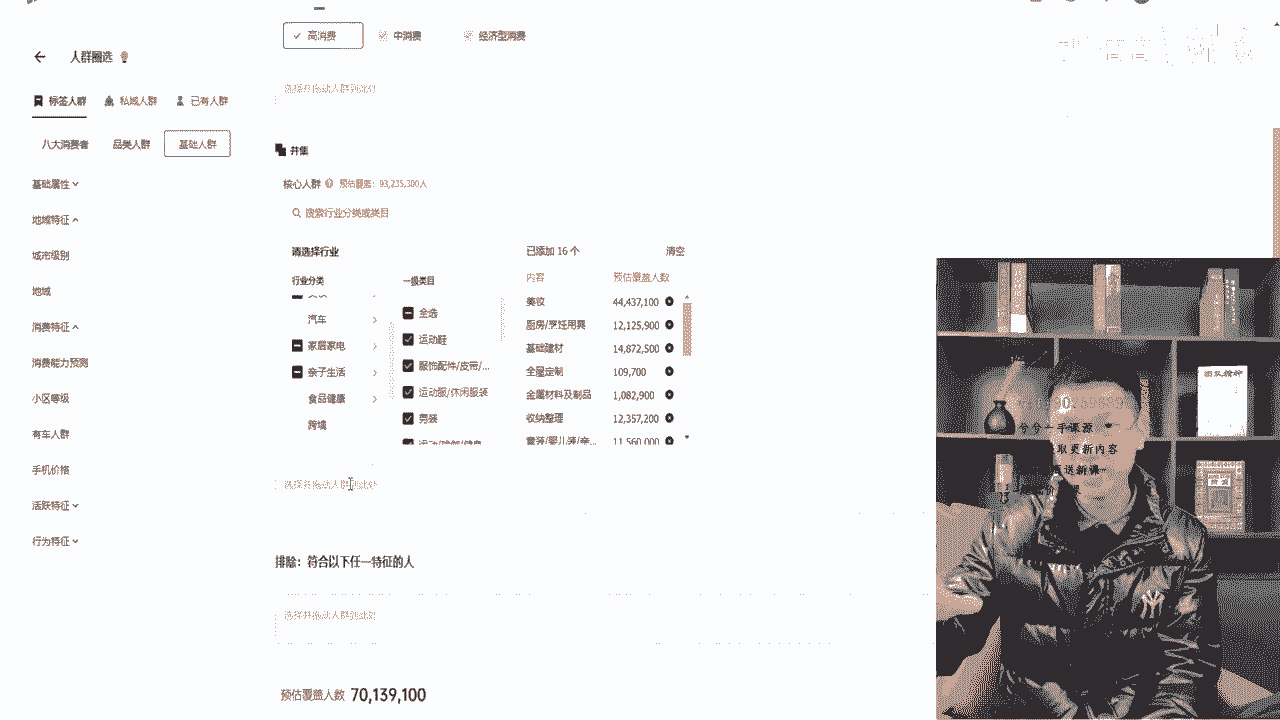 高消费 中消费 经济型消费
人群圈选
选择并拖动人群到此处
标签人群 私域人群 已有人群
八大消费者 品类人群 基础人群
并集
基础属性
核心人群 预估覆盖：93,235,300人
地域特征
搜索行业分类或类目
城市级别
请选择行业 已添加 16 个 清空
行业分类 一级类目 内容 预估覆盖人数
地域
全选 美妆 44,437,100
汽车
消费特征
运动鞋 厨房/烹饪用具 12,125,900
家居家电 基础建材 14,872,500
消费能力预测
服饰配件/皮带/... 全屋定制 109,700
亲子生活
运动服/休闲服装 金属材料及制品 1,082,900
小区等级
食品健康
男装 收纳整理 12,357,200
跨境
有车人群
童装/婴儿装/亲... 11,560,000
手机价格
选择并拖动人群到此处
活跃特征
行为特征
排除：符合以下任一特征的人
选择并拖动人群到此处
预估覆盖人数 70,139,100
团队精神
一手课源
取更新内容
送新课